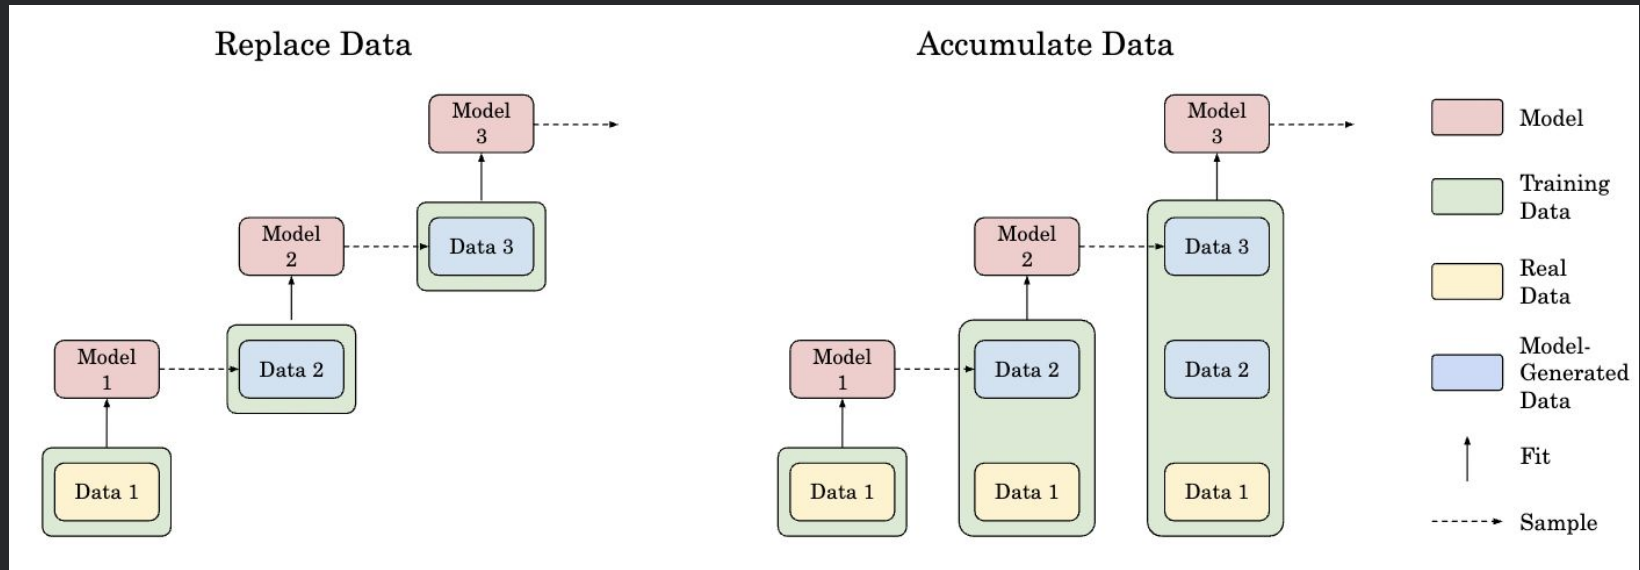 Replace Data
Model
3
Model
2
Data 3
Model
1
Data 2
Data 1
Accumulate Data
Model
3
Model
2
Data 3
Model
1
Data 2
Data 2
Data 1
Data 1
Data 1
Model
Training
Data
Real
Data
Model-
Generated
Data
Fit
Sample